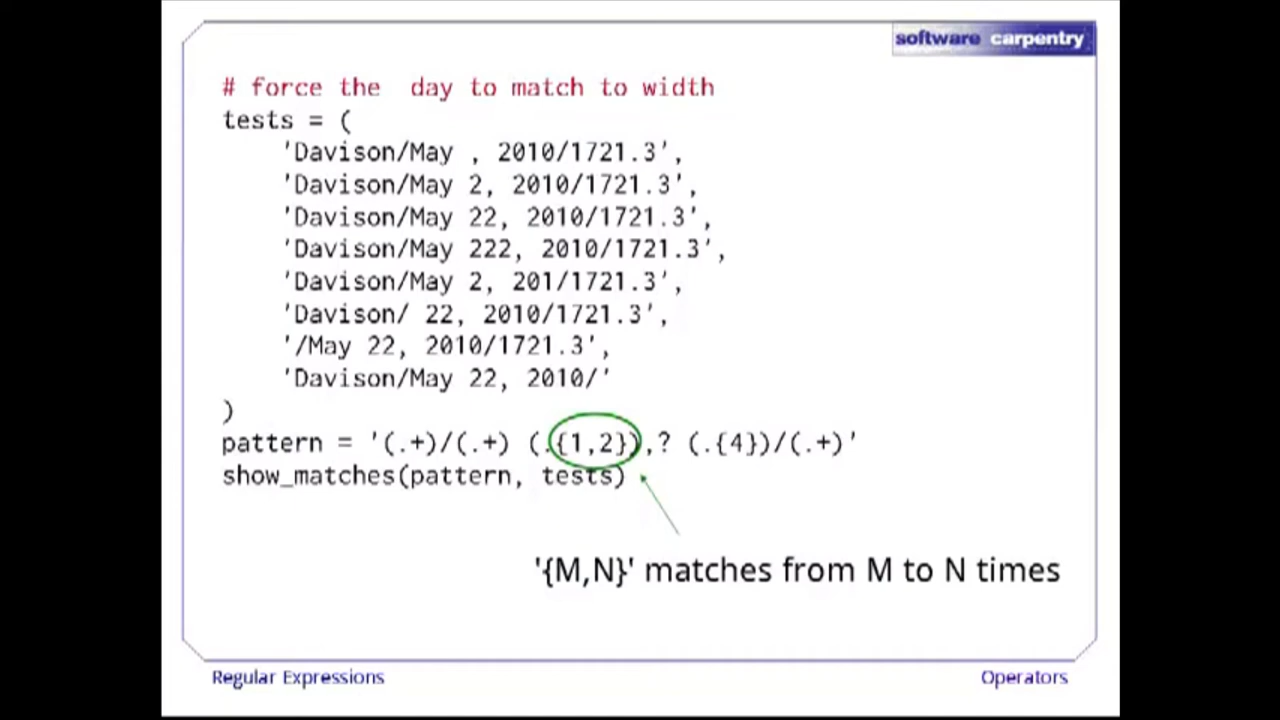 software carpentry
# force the  day to match to width
tests = (
    'Davison/May , 2010/1721.3',
    'Davison/May 2, 2010/1721.3',
    'Davison/May 22, 2010/1721.3',
    'Davison/May 222, 2010/1721.3',
    'Davison/May 2, 201/1721.3',
    'Davison/ 22, 2010/1721.3',
    '/May 22, 2010/1721.3',
    'Davison/May 22, 2010/'
)
pattern = '(.+)/(.+) (.{1,2}),? (.{4})/(.+)'
show_matches(pattern, tests)
'{M,N}' matches from M to N times
Regular Expressions
Operators